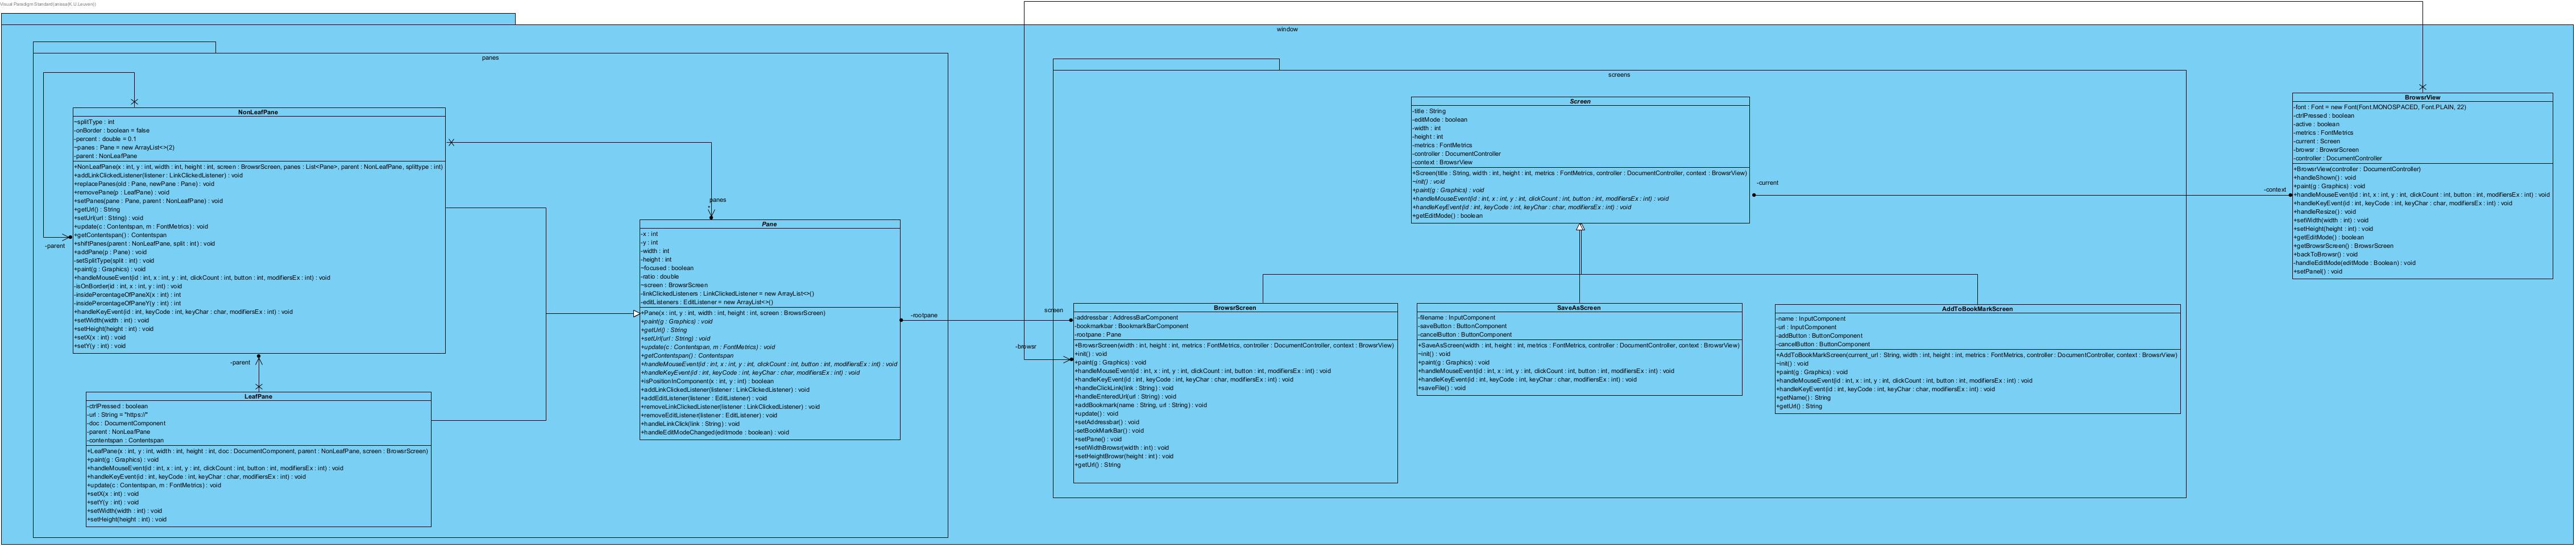 Visual Paradigm Standard(arnoud(K.U.Leuven))
window
panes
NonLeafPane
~splitType : int
-onBorder : boolean = false
-percent : double = 0.1
~panes : Pane = new ArrayList<>(2)
-parent : NonLeafPane
+NonLeafPane(x : int, y : int, width : int, height : int, screen : BrowsrScreen, panes : List<Pane>, parent : NonLeafPane, splittype : int)
+addLinkClickedListener(listener : LinkClickedListener) : void
+replacePanes(old : Pane, newPane : Pane) : void
+removePane(p : LeafPane) : void
+setPanes(pane : Pane, parent : NonLeafPane) : void
+getUrl() : String
+setUrl(url : String) : void
+update(c : Contentspan, m : FontMetrics) : void
+getContentspan() : Contentspan
+shiftPanes(parent : NonLeafPane, split : int) : void
+addPane(p : Pane) : void
-setSplitType(split : int) : void
+paint(g : Graphics) : void
+handleMouseEvent(id : int, x : int, y : int, clickCount : int, button : int, modifiersEx : int) : void
-isOnBorder(id : int, x : int, y : int) : void
-insidePercentageOfPaneX(x : int) : int
-insidePercentageOfPaneY(y : int) : int
+handleKeyEvent(id : int, keyCode : int, keyChar : char, modifiersEx : int) : void
+setWidth(width : int) : void
+setHeight(height : int) : void
+setX(x : int) : void
+setY(y : int) : void
-parent
-parent
LeafPane
-ctrlPressed : boolean
-url : String = "https://"
-doc : DocumentComponent
-parent : NonLeafPane
-contentspan : Contentspan
+LeafPane(x : int, y : int, width : int, height : int, doc : DocumentComponent, parent : NonLeafPane, screen : BrowsrScreen)
+paint(g : Graphics) : void
+handleMouseEvent(id : int, x : int, y : int, clickCount : int, button : int, modifiersEx : int) : void
+handleKeyEvent(id : int, keyCode : int, keyChar : char, modifiersEx : int) : void
+update(c : Contentspan, m : FontMetrics) : void
+setX(x : int) : void
+setY(y : int) : void
+setWidth(width : int) : void
+setHeight(height : int) : void
panes
Pane
-x : int
-y : int
-width : int
-height : int
~focused : boolean
-ratio : double
~screen : BrowsrScreen
-linkClickedListeners : LinkClickedListener = new ArrayList<>()
-editListeners : EditListener = new ArrayList<>()
+Pane(x : int, y : int, width : int, height : int, screen : BrowsrScreen)
+paint(g : Graphics) : void
+getUrl() : String
+setUrl(url : String) : void
+update(c : Contentspan, m : FontMetrics) : void
+getContentspan() : Contentspan
+handleMouseEvent(id : int, x : int, y : int, clickCount : int, button : int, modifiersEx : int) : void
+handleKeyEvent(id : int, keyCode : int, keyChar : char, modifiersEx : int) : void
+isPositionInComponent(x : int, y : int) : boolean
+addLinkClickedListener(listener : LinkClickedListener) : void
+addEditListener(listener : EditListener) : void
+removeLinkClickedListener(listener : LinkClickedListener) : void
+removeEditListener(listener : EditListener) : void
+handleLinkClick(link : String) : void
+handleEditModeChanged(editmode : boolean) : void
-rootpane
screen
-browsr
screens
Screen
-title : String
-editMode : boolean
-width : int
-height : int
-metrics : FontMetrics
-controller : DocumentController
-context : BrowsrView
+Screen(title : String, width : int, height : int, metrics : FontMetrics, controller : DocumentController, context : BrowsrView)
~init() : void
+paint(g : Graphics) : void
+handleMouseEvent(id : int, x : int, y : int, clickCount : int, button : int, modifiersEx : int) : void
+handleKeyEvent(id : int, keyCode : int, keyChar : char, modifiersEx : int) : void
+getEditMode() : boolean
-current
-context
BrowsrScreen
-addressbar : AddressBarComponent
-bookmarkbar : BookmarkBarComponent
-rootpane : Pane
+BrowsrScreen(width : int, height : int, metrics : FontMetrics, controller : DocumentController, context : BrowsrView)
+init() : void
+paint(g : Graphics) : void
+handleMouseEvent(id : int, x : int, y : int, clickCount : int, button : int, modifiersEx : int) : void
+handleKeyEvent(id : int, keyCode : int, keyChar : char, modifiersEx : int) : void
+handleClickLink(link : String) : void
+handleEnteredUrl(url : String) : void
+addBookmark(name : String, url : String) : void
+update() : void
+setAddressbar() : void
-setBookMarkBar() : void
+setPane() : void
+setWidthBrowsr(width : int) : void
+setHeightBrowsr(height : int) : void
+getUrl() : String
SaveAsScreen
-filename : InputComponent
-saveButton : ButtonComponent
-cancelButton : ButtonComponent
+SaveAsScreen(width : int, height : int, metrics : FontMetrics, controller : DocumentController, context : BrowsrView)
~init() : void
+paint(g : Graphics) : void
+handleMouseEvent(id : int, x : int, y : int, clickCount : int, button : int, modifiersEx : int) : void
+handleKeyEvent(id : int, keyCode : int, keyChar : char, modifiersEx : int) : void
+saveFile() : void
AddToBookMarkScreen
-name : InputComponent
-url : InputComponent
-addButton : ButtonComponent
-cancelButton : ButtonComponent
+AddToBookMarkScreen(current_url : String, width : int, height : int, metrics : FontMetrics, controller : DocumentController, context : BrowsrView)
~init() : void
+paint(g : Graphics) : void
+handleMouseEvent(id : int, x : int, y : int, clickCount : int, button : int, modifiersEx : int) : void
+handleKeyEvent(id : int, keyCode : int, keyChar : char, modifiersEx : int) : void
+getName() : String
+getUrl() : String
BrowsrView
-font : Font = new Font(Font.MONOSPACED, Font.PLAIN, 22)
-ctrlPressed : boolean
-active : boolean
-metrics : FontMetrics
-current : Screen
-browsr : BrowsrScreen
-controller : DocumentController
+BrowsrView(controller : DocumentController)
+handleShown() : void
+paint(g : Graphics) : void
+handleMouseEvent(id : int, x : int, y : int, clickCount : int, button : int, modifiersEx : int) : void
+handleKeyEvent(id : int, keyCode : int, keyChar : char, modifiersEx : int) : void
+handleResize() : void
+setWidth(width : int) : void
+setHeight(height : int) : void
+getEditMode() : boolean
+getBrowsrScreen() : BrowsrScreen
+backToBrowsr() : void
-handleEditMode(editMode : Boolean) : void
+setPanel() : void